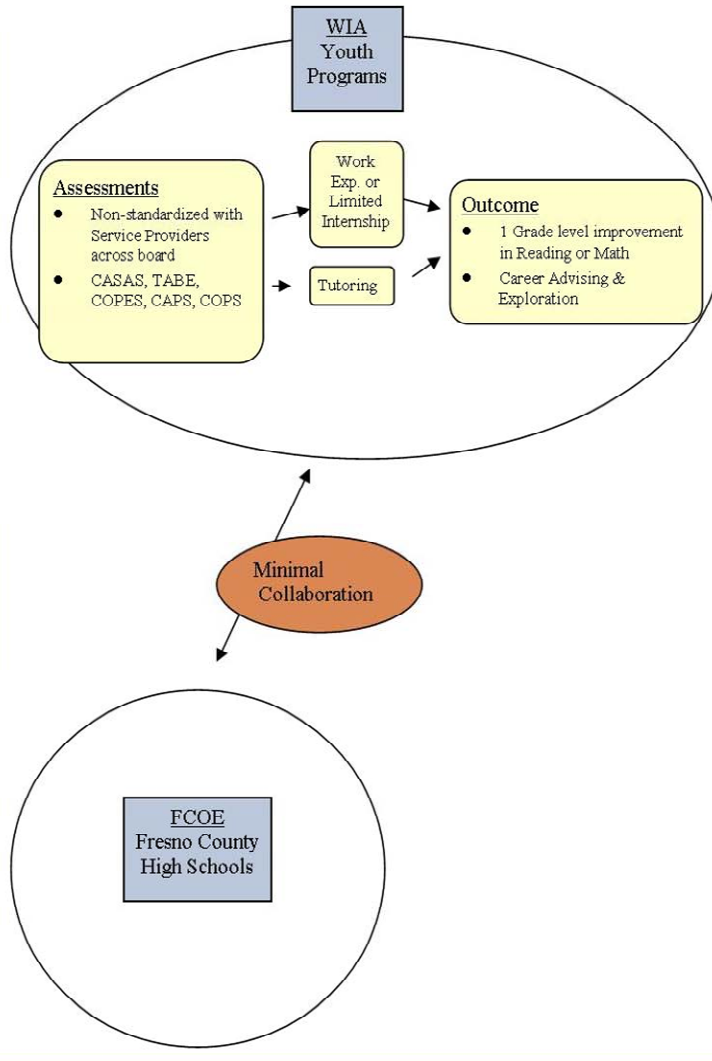 WIA
Youth
Programs
Assessments
● Non-standardized with
Service Providers
across board
● CASAS, TABE,
COPES, CAPS, COPS
Work
Exp. or
Limited
Internship
Tutoring
Outcome
● 1 Grade level improvement
in Reading or Math
● Career Advising &
Exploration
Minimal
Collaboration
FCOE
Fresno County
High Schools